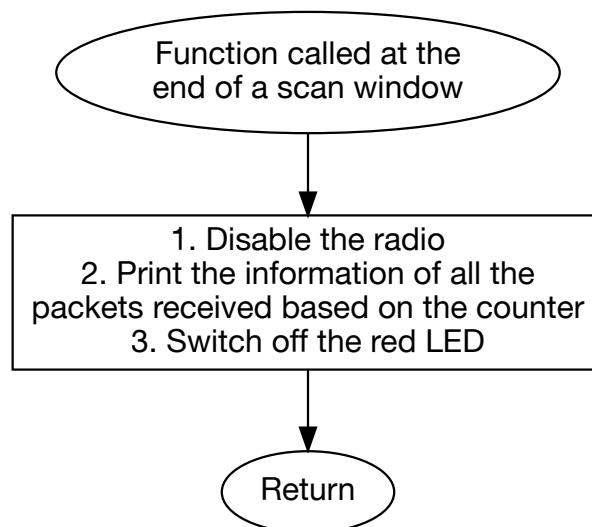 Function called at the
end of a scan window
1. Disable the radio
2. Print the information of all the
packets received based on the counter
3. Switch off the red LED
Return